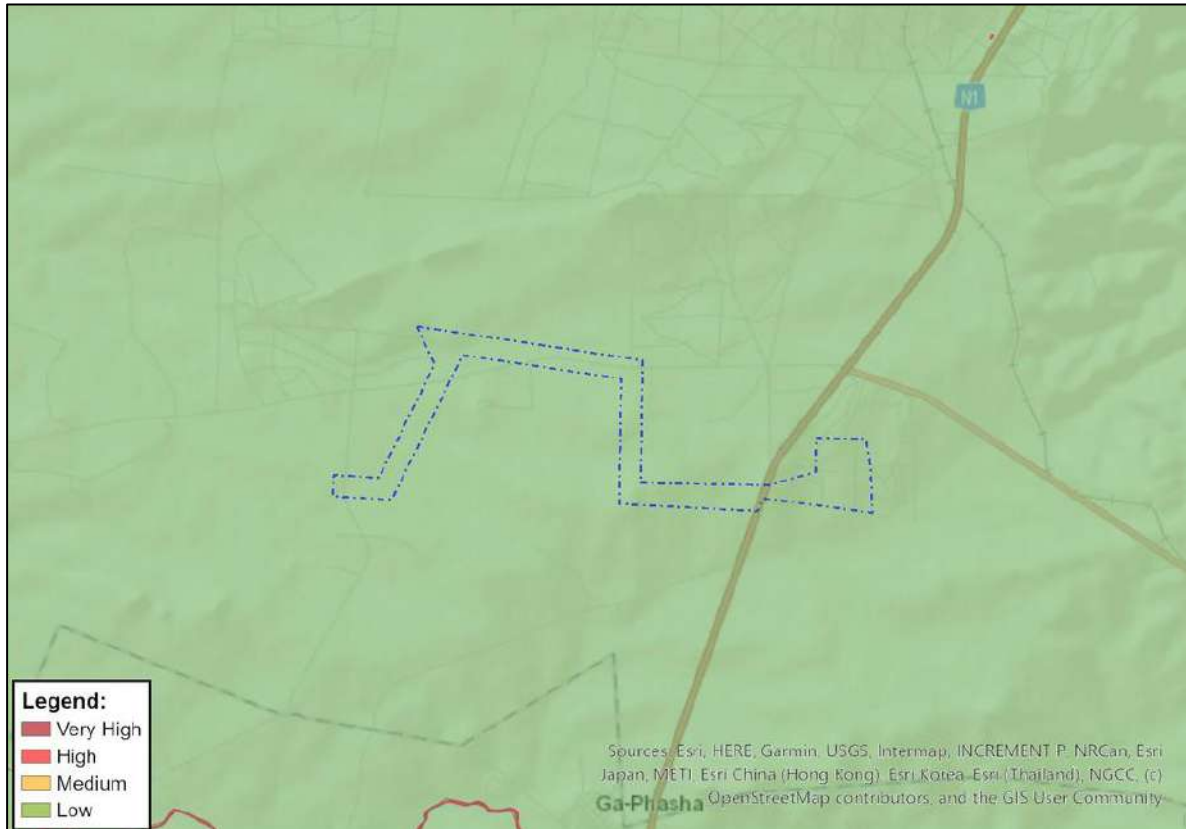 N1
Legend:
Very High
High
Medium
Low
Sources: Esri, HERE, Garmin, USGS, Intermap, INCREMENT P, NRCan, Esri
Japan, METI, Esri China (Hong Kong), Esri Korea, Esri (Thailand), NGCC, (c)
OpenStreetMap contributors, and the GIS User Community
Ga-Phasha